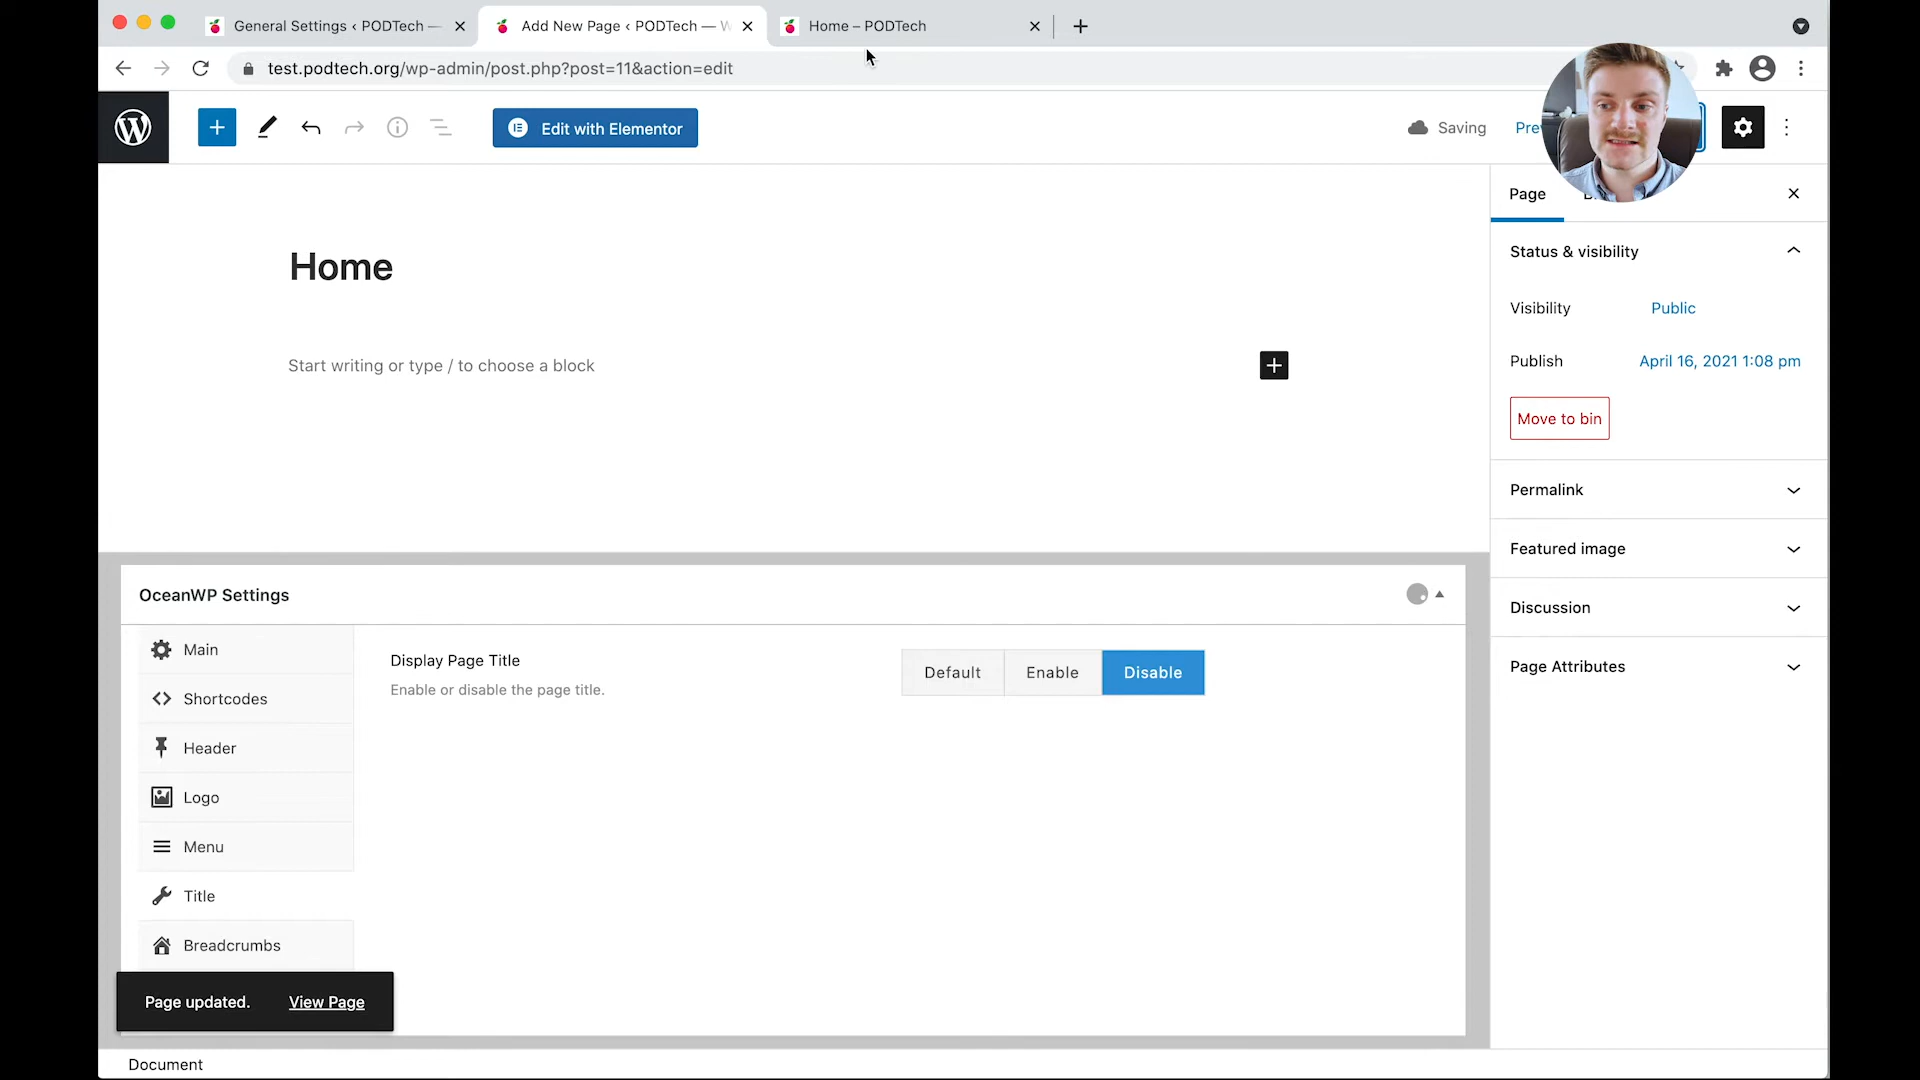 General Settings ‹ PODTech —
Add New Page ‹ PODTech — W
Home – PODTech
test.podtech.org/wp-admin/post.php?post=11&action=edit
Edit with Elementor
Saving
Pre
Page
Home
Start writing or type / to choose a block
Status & visibility
Visibility
Public
Publish
April 16, 2021 1:08 pm
Move to bin
Permalink
Featured image
Discussion
Page Attributes
OceanWP Settings
Main
Shortcodes
Header
Logo
Menu
Title
Breadcrumbs
Display Page Title
Enable or disable the page title.
Default
Enable
Disable
Page updated.
View Page
Document